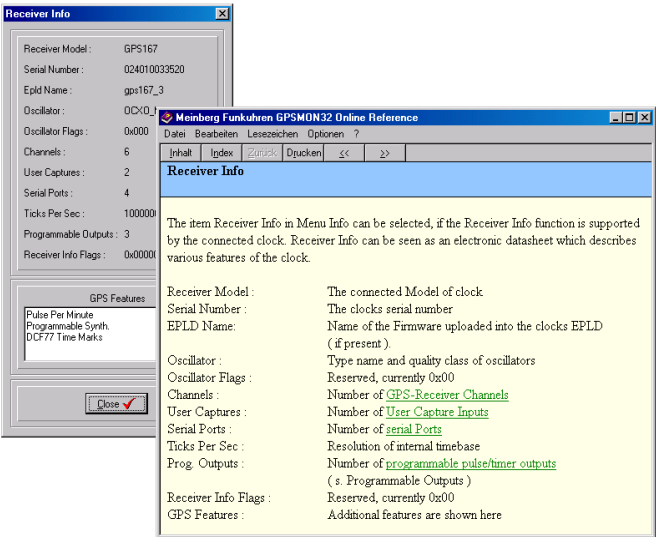 Receiver Info
Receiver Model : GPS167
Serial Number : 024010033520
Epld Name : gps167_3
Oscillator :
Oscillator Flags : 0x000
Channels : 6
User Captures : 2
Serial Ports : 4
Ticks Per Sec :
Programmable Outputs : 3
Receiver Info Flags :
GPS Features
Pulse Per Minute
Programmable Synth.
DCF77 Time Marks
Close
Meinberg Funkuhren GPSMON32 Online Reference
Datei Bearbeiten Lesezeichen Optionen ?
Inhalt Index Zurück Drucken << >>
Receiver Info
The item Receiver Info in Menu Info can be selected, if the Receiver Info function is supported
by the connected clock. Receiver Info can be seen as an electronic datasheet which describes
various features of the clock.
Receiver Model : The connected Model of clock
Serial Number : The clocks serial number
EPLD Name: Name of the Firmware uploaded into the clocks EPLD
( if present ).
Oscillator : Type name and quality class of oscillators
Oscillator Flags : Reserved, currently 0x00
Channels : Number of GPS-Receiver Channels
User Captures : Number of User Capture Inputs
Serial Ports : Number of serial Ports
Ticks Per Sec : Resolution of internal timebase
Prog. Outputs : Number of programmable pulse/timer outputs
( s. Programmable Outputs )
Receiver Info Flags : Reserved, currently 0x00
GPS Features : Additional features are shown here